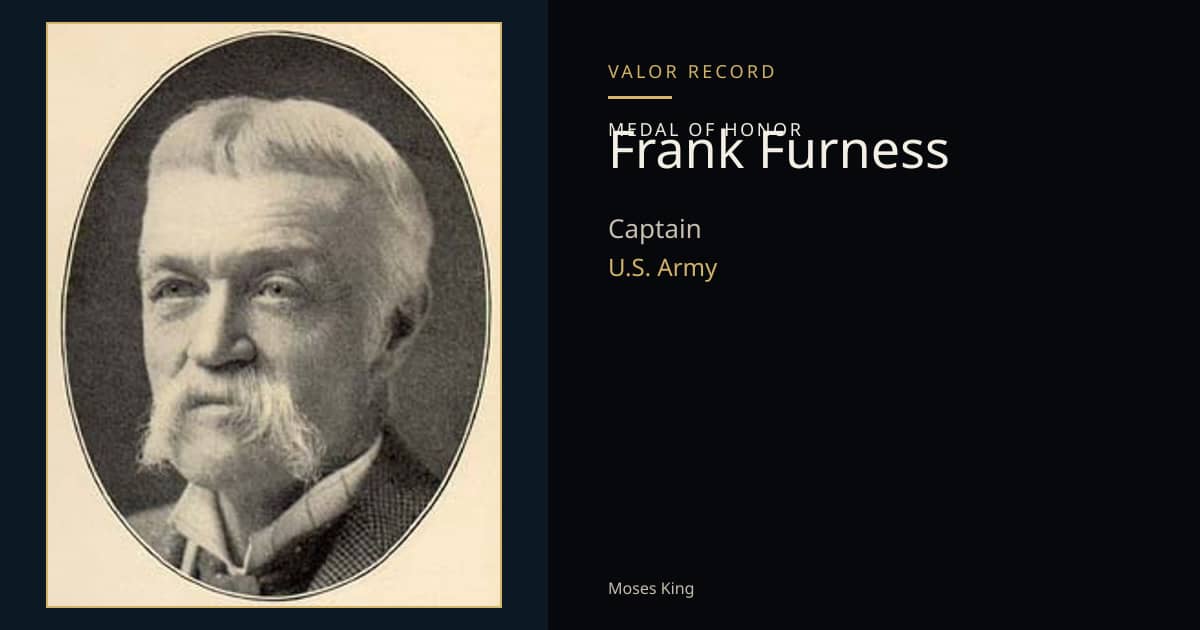 VALOR RECORD
MEDAL OF HONOR
Frank Furness
Captain
U.S. Army
Moses King